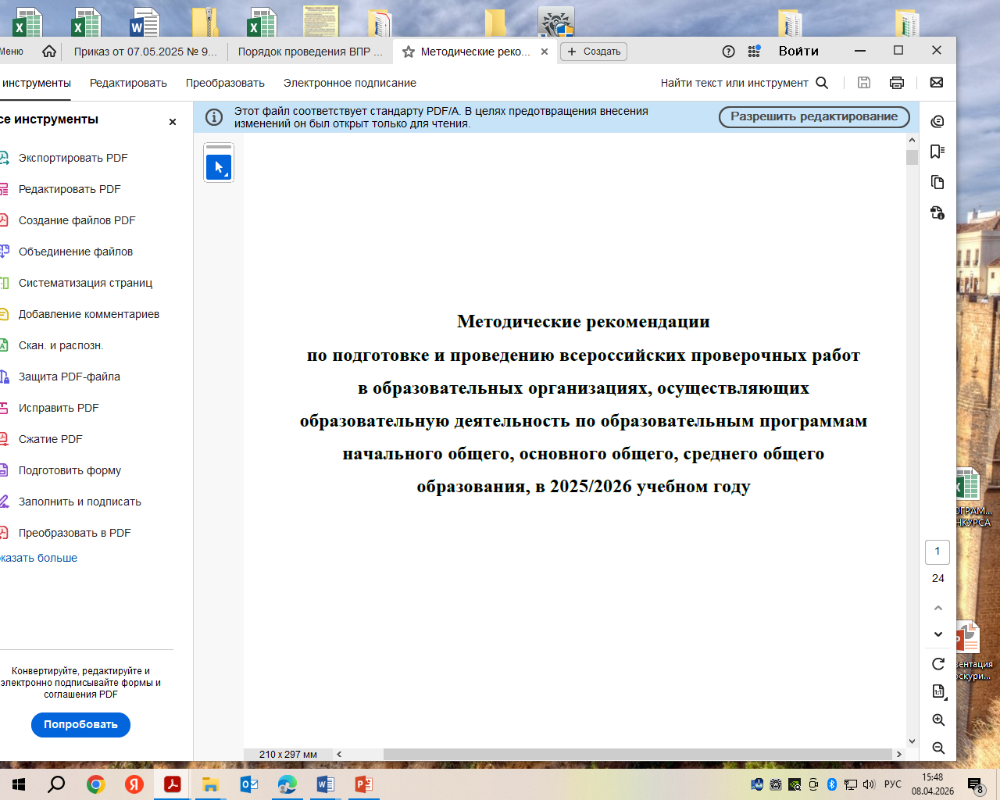 Меню
Приказ от 07.05.2025 № 9...
Порядок проведения ВПР ...
Методические реко...
Создать
Войти
инструменты
Редактировать
Преобразовать
Электронное подписание
Найти текст или инструмент
се инструменты
Этот файл соответствует стандарту PDF/A. В целях предотвращения внесения
изменений он был открыт только для чтения.
Разрешить редактирование
Экспортировать PDF
Редактировать PDF
Создание файлов PDF
Объединение файлов
Систематизация страниц
Добавление комментариев
Скан. и распозн.
Защита PDF-файла
Исправить PDF
Сжатие PDF
Подготовить форму
Заполнить и подписать
Преобразовать в PDF
оказать больше
Конвертируйте, редактируйте и
электронно подписывайте формы и
соглашения PDF
Попробовать
Методические рекомендации
по подготовке и проведению всероссийских проверочных работ
в образовательных организациях, осуществляющих
образовательную деятельность по образовательным программам
начального общего, основного общего, среднего общего
образования, в 2025/2026 учебном году
210 x 297 мм
1
24
ОГРАМ...
НКУРСА
зентация
скури...
РУС
15:48
08.04.2026
8